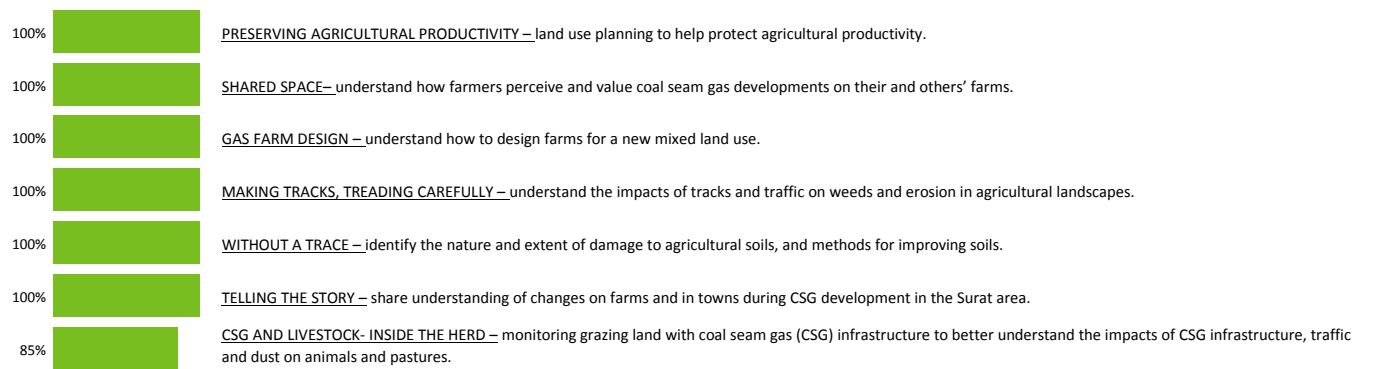 100% PRESERVING AGRICULTURAL PRODUCTIVITY – land use planning to help protect agricultural productivity.
100% SHARED SPACE– understand how farmers perceive and value coal seam gas developments on their and others’ farms.
100% GAS FARM DESIGN – understand how to design farms for a new mixed land use.
100% MAKING TRACKS, TREADING CAREFULLY – understand the impacts of tracks and traffic on weeds and erosion in agricultural landscapes.
100% WITHOUT A TRACE – identify the nature and extent of damage to agricultural soils, and methods for improving soils.
100% TELLING THE STORY – share understanding of changes on farms and in towns during CSG development in the Surat area.
85% CSG AND LIVESTOCK- INSIDE THE HERD – monitoring grazing land with coal seam gas (CSG) infrastructure to better understand the impacts of CSG infrastructure, traffic
and dust on animals and pastures.